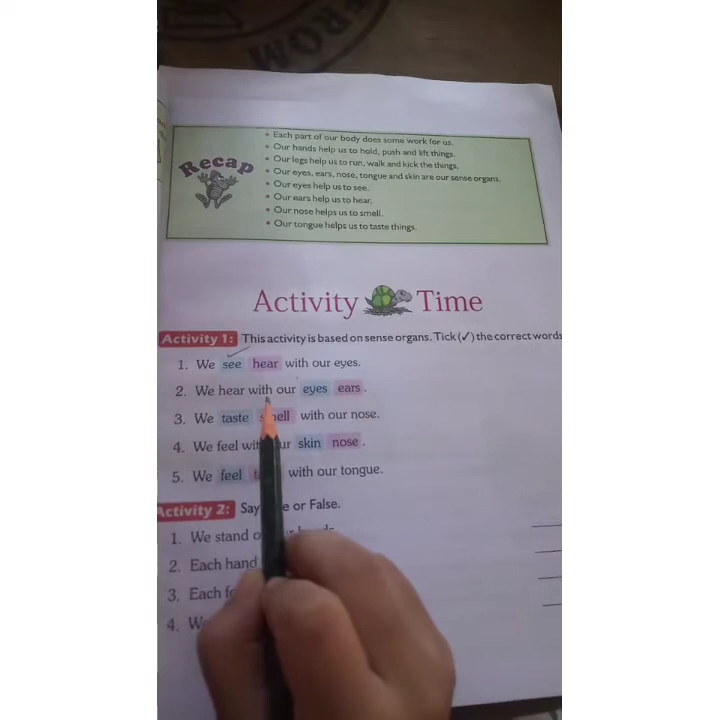 FROM
Recap
• Each part of our body does some work for us.
• Our hands help us to hold, push and lift things.
• Our legs help us to run, walk and kick the things.
• Our eyes, ears, nose, tongue and skin are our sense organs.
• Our eyes help us to see.
• Our ears help us to hear.
• Our nose helps us to smell.
• Our tongue helps us to taste things.
Activity Time
Activity 1: This activity is based on sense organs. Tick (✓) the correct words
1. We see hear with our eyes.
2. We hear with our eyes ears.
3. We taste smell with our nose.
4. We feel with our skin nose.
5. We feel with our tongue.
Activity 2: Say or False.
1. We stand
2. Each hand
3. Each
4.